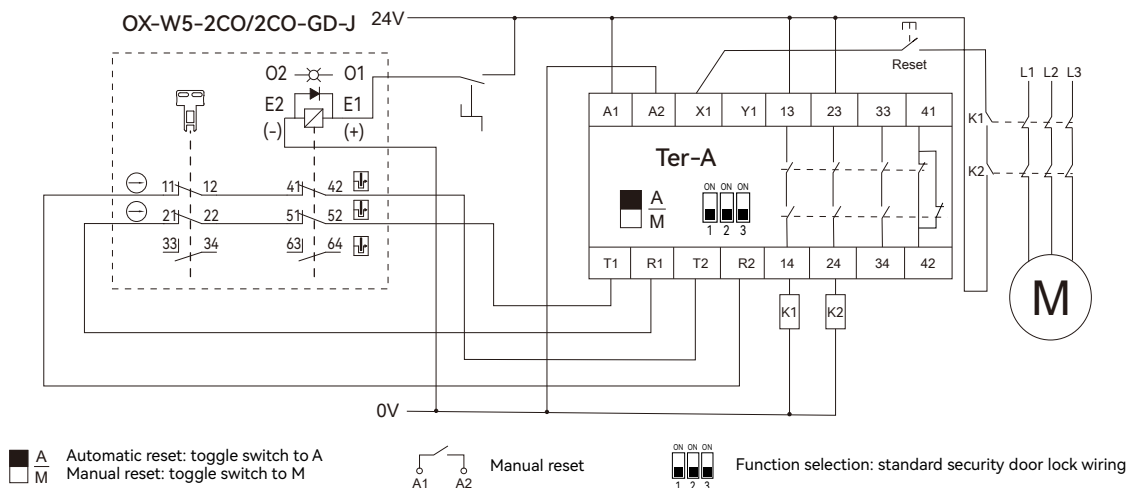 OX-W5-2CO/2CO-GD-J 24V
O2 O1
E2 E1
(-) (+)
11 12 41 42
21 22 51 52
33 34 63 64
Reset
L1 L2 L3
K1
K2
A1 A2 X1 Y1 13 23 33 41
Ter-A
A
M
ON ON ON
1 2 3
T1 R1 T2 R2 14 24 34 42
K1 K2
M
0V
A
M
Automatic reset: toggle switch to A
Manual reset: toggle switch to M
A1 A2
Manual reset
ON ON ON
1 2 3
Function selection: standard security door lock wiring